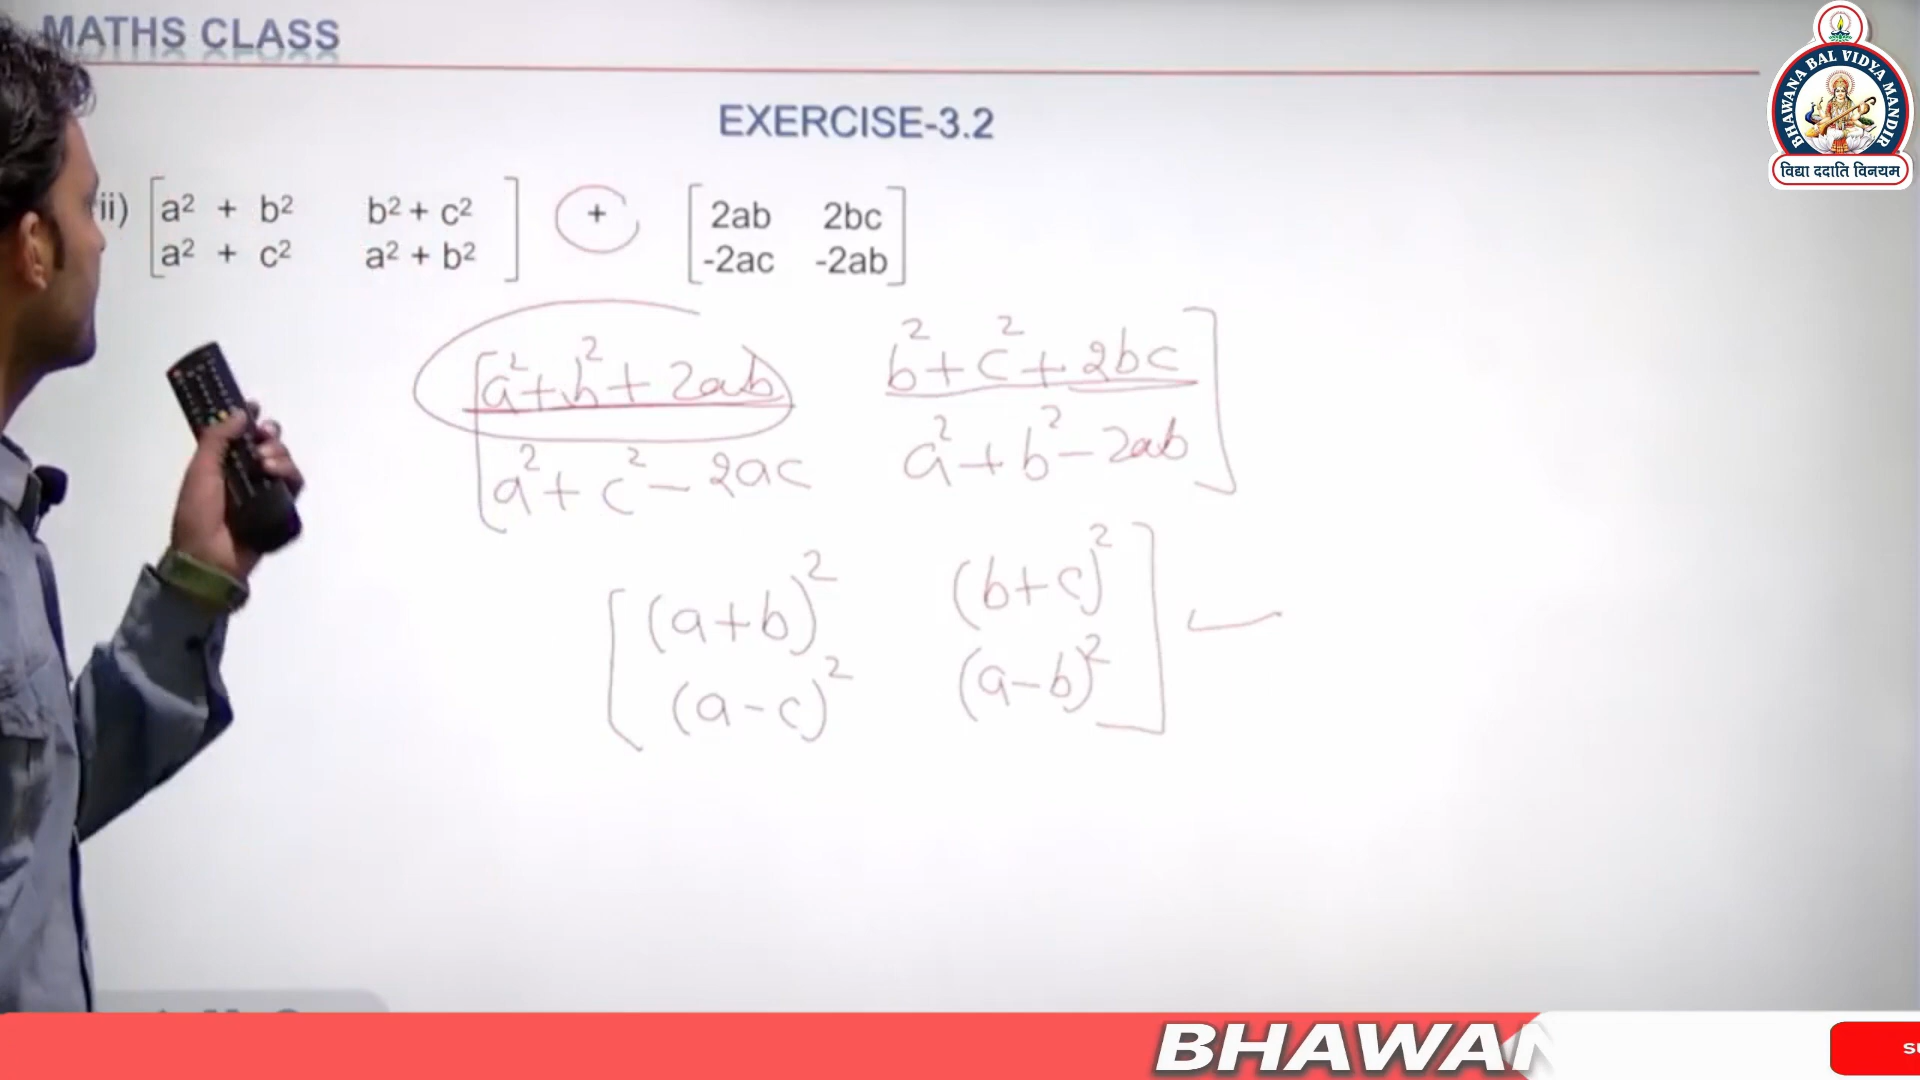 MATHS CLASS
EXERCISE-3.2
ii) [a² + b² b² + c²] + [2ab 2bc]
[a² + c² a² + b²] [-2ac -2ab]
[a²+b²+2ab b²+c²+2bc]
[a²+c²-2ac a²+b²-2ab]
[(a+b)² (b+c)²]
[(a-c)² (a-b)²]
BHAWANA BAL VIDYA MANDIR
विद्या ददाति विनयम
BHAWAN